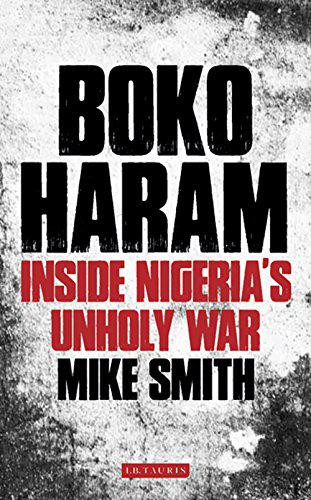 BOKO
HARAM
INSIDE NIGERIA'S
UNHOLY WAR
MIKE SMITH
I.B.TAURIS